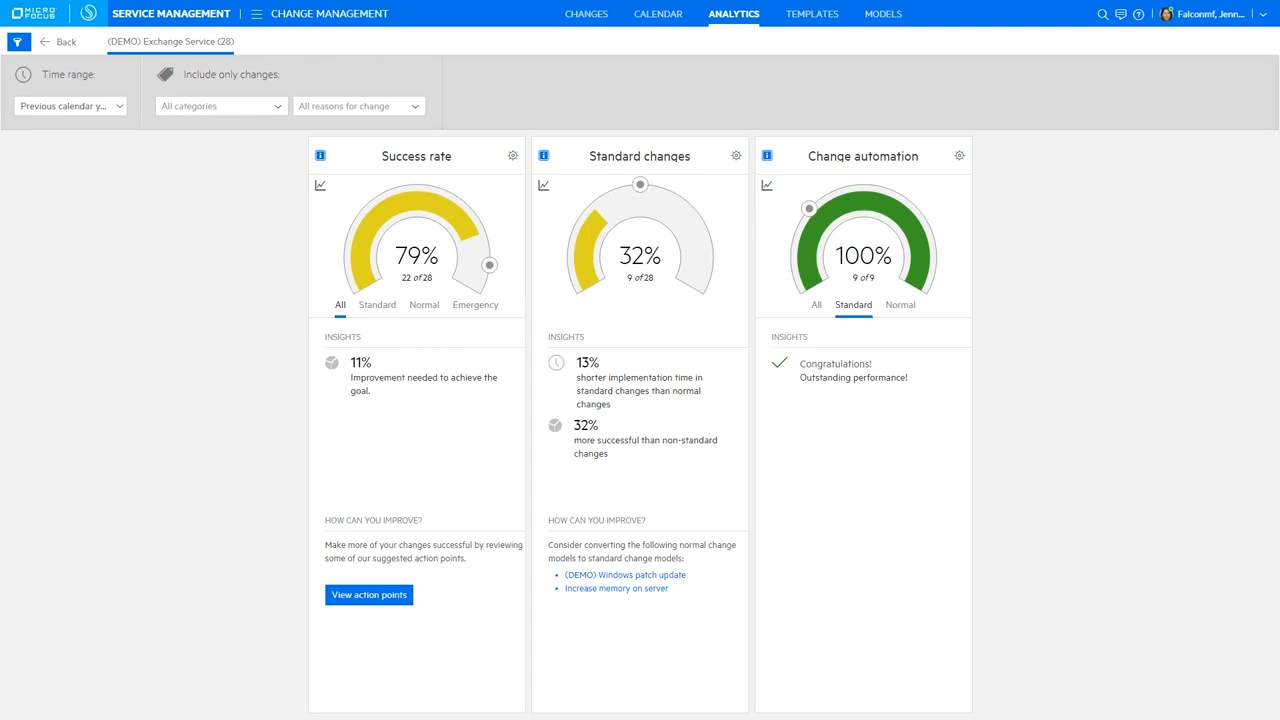 MICRO FOCUS
SERVICE MANAGEMENT
CHANGE MANAGEMENT
CHANGES
CALENDAR
ANALYTICS
TEMPLATES
MODELS
Falconmf, Jenn...
Back
(DEMO) Exchange Service (28)
Time range:
Include only changes:
Previous calendar y...
All categories
All reasons for change
Success rate
79%
22 of 28
All
Standard
Normal
Emergency
INSIGHTS
11%
Improvement needed to achieve the
goal.
HOW CAN YOU IMPROVE?
Make more of your changes successful by reviewing
some of our suggested action points.
View action points
Standard changes
32%
9 of 28
INSIGHTS
13%
shorter implementation time in
standard changes than normal
changes
32%
more successful than non-standard
changes
HOW CAN YOU IMPROVE?
Consider converting the following normal change
models to standard change models:
• (DEMO) Windows patch update
• Increase memory on server
Change automation
100%
9 of 9
All
Standard
Normal
INSIGHTS
Congratulations!
Outstanding performance!